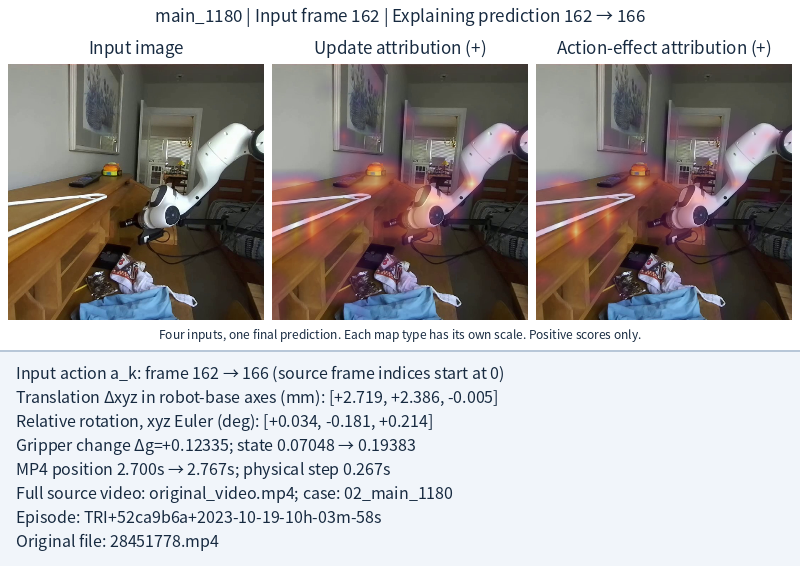 main_1180 | Input frame 162 | Explaining prediction 162 → 166
Input image
Update attribution (+)
Action-effect attribution (+)
Four inputs, one final prediction. Each map type has its own scale. Positive scores only.
Input action a_k: frame 162 → 166 (source frame indices start at 0)
Translation Δxyz in robot-base axes (mm): [+2.719, +2.386, -0.005]
Relative rotation, xyz Euler (deg): [+0.034, -0.181, +0.214]
Gripper change Δg=+0.12335; state 0.07048 → 0.19383
MP4 position 2.700s → 2.767s; physical step 0.267s
Full source video: original_video.mp4; case: 02_main_1180
Episode: TRI+52ca9b6a+2023-10-19-10h-03m-58s
Original file: 28451778.mp4